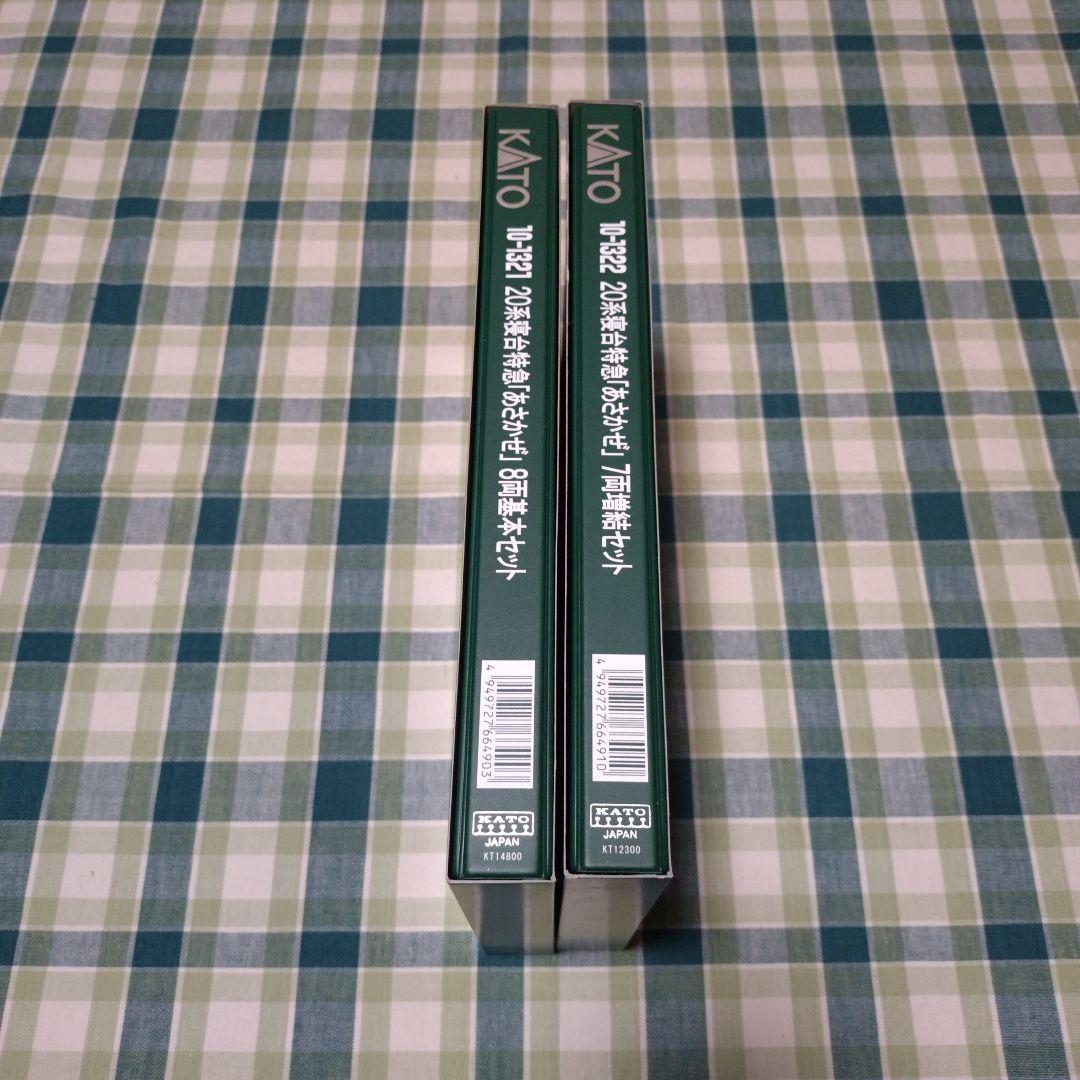 KATO
10-1321 20系寝台特急「あさかぜ」 8両基本セット
4 949727 664903
KATO
JAPAN
KT14800
KATO
10-1322 20系寝台特急「あさかぜ」 7両増結セット
4 949727 664910
KATO
JAPAN
KT12300